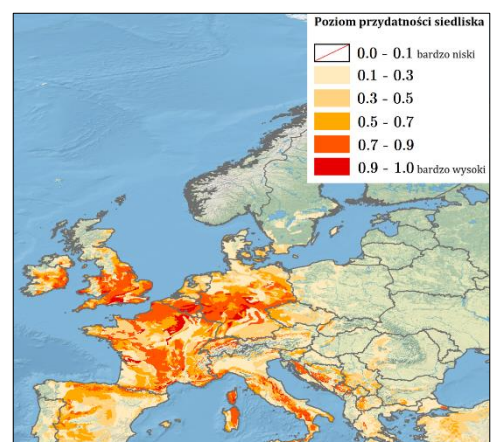 Poziom przydatności siedliska
0.0 - 0.1 bardzo niski
0.1 - 0.3
0.3 - 0.5
0.5 - 0.7
0.7 - 0.9
0.9 - 1.0 bardzo wysoki